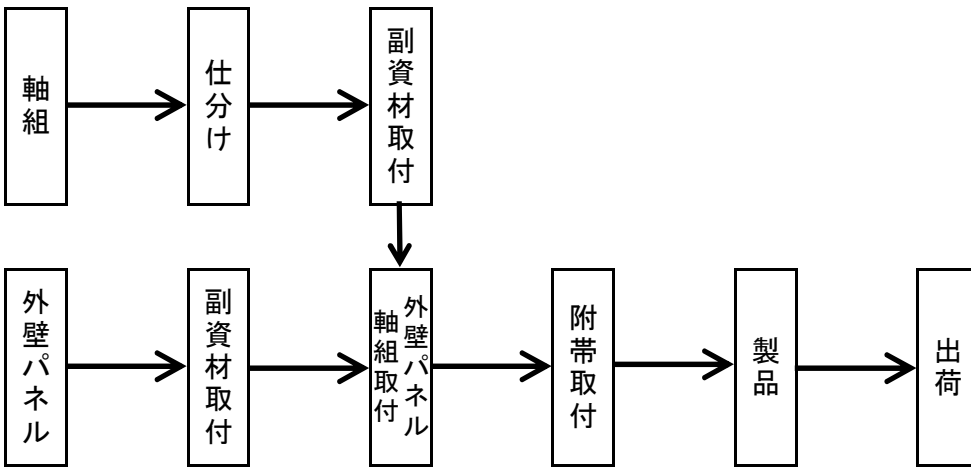 軸組
仕分け
副資材取付
外壁パネル
副資材取付
外壁パネル
軸組取付
附帯取付
製品
出荷